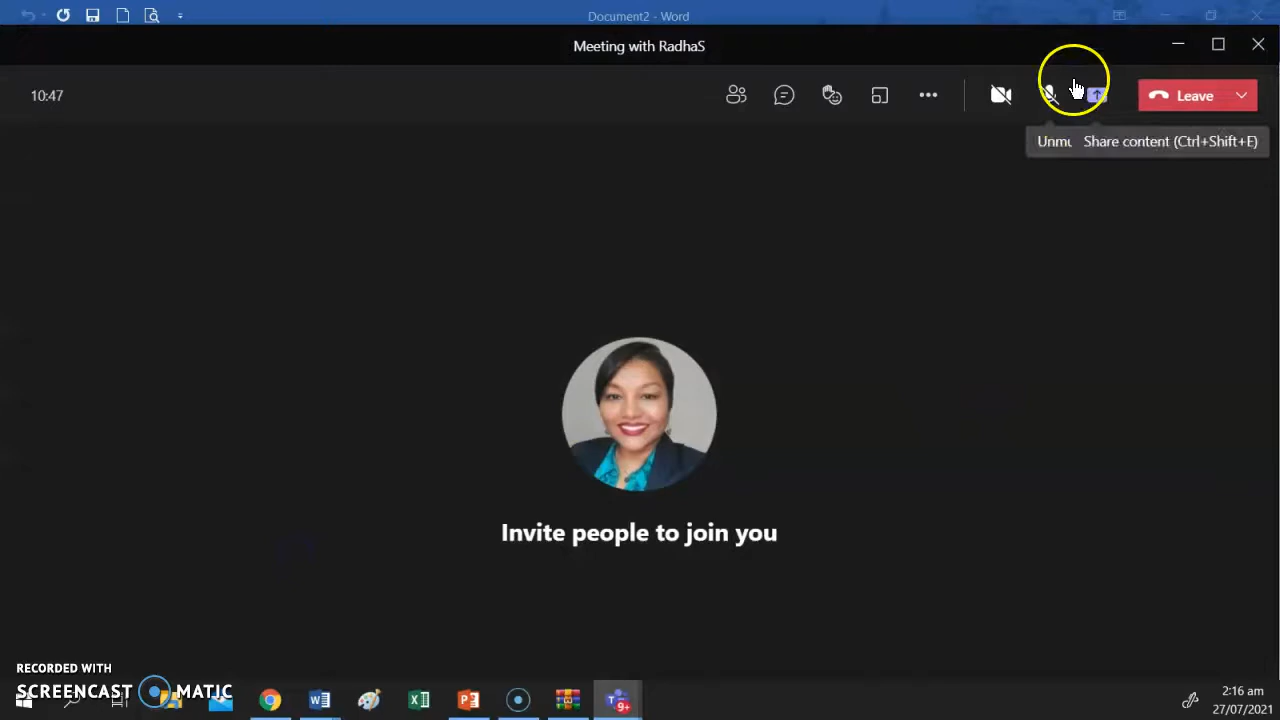 Document2 - Word
Meeting with RadhaS
10:47
Leave
Unmu
Share content (Ctrl+Shift+E)
Invite people to join you
RECORDED WITH
SCREENCAST MATIC
9+
2:16 am
27/07/2021